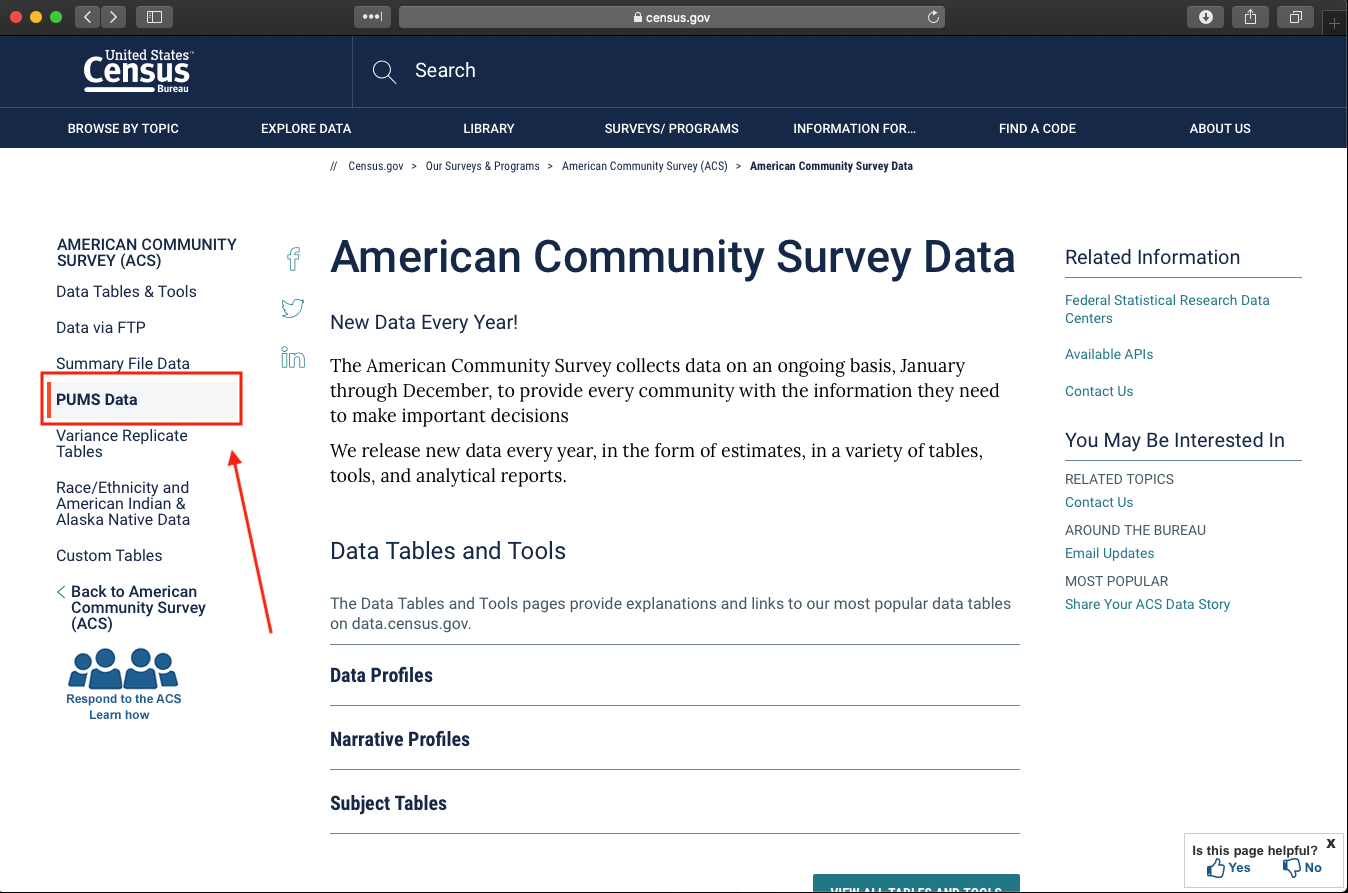 census.gov
United States™
Census
Bureau
Search
BROWSE BY TOPIC
EXPLORE DATA
LIBRARY
SURVEYS/ PROGRAMS
INFORMATION FOR...
FIND A CODE
ABOUT US
// Census.gov > Our Surveys & Programs > American Community Survey (ACS) > American Community Survey Data
AMERICAN COMMUNITY
SURVEY (ACS)
Data Tables & Tools
Data via FTP
Summary File Data
PUMS Data
Variance Replicate
Tables
Race/Ethnicity and
American Indian &
Alaska Native Data
Custom Tables
Back to American
Community Survey
(ACS)
Respond to the ACS
Learn how
American Community Survey Data
New Data Every Year!
The American Community Survey collects data on an ongoing basis, January
through December, to provide every community with the information they need
to make important decisions
We release new data every year, in the form of estimates, in a variety of tables,
tools, and analytical reports.
Data Tables and Tools
The Data Tables and Tools pages provide explanations and links to our most popular data tables
on data.census.gov.
Data Profiles
Narrative Profiles
Subject Tables
VIEW ALL TABLES AND TOOLS
Related Information
Federal Statistical Research Data
Centers
Available APIs
Contact Us
You May Be Interested In
RELATED TOPICS
Contact Us
AROUND THE BUREAU
Email Updates
MOST POPULAR
Share Your ACS Data Story
Is this page helpful? X
Yes No